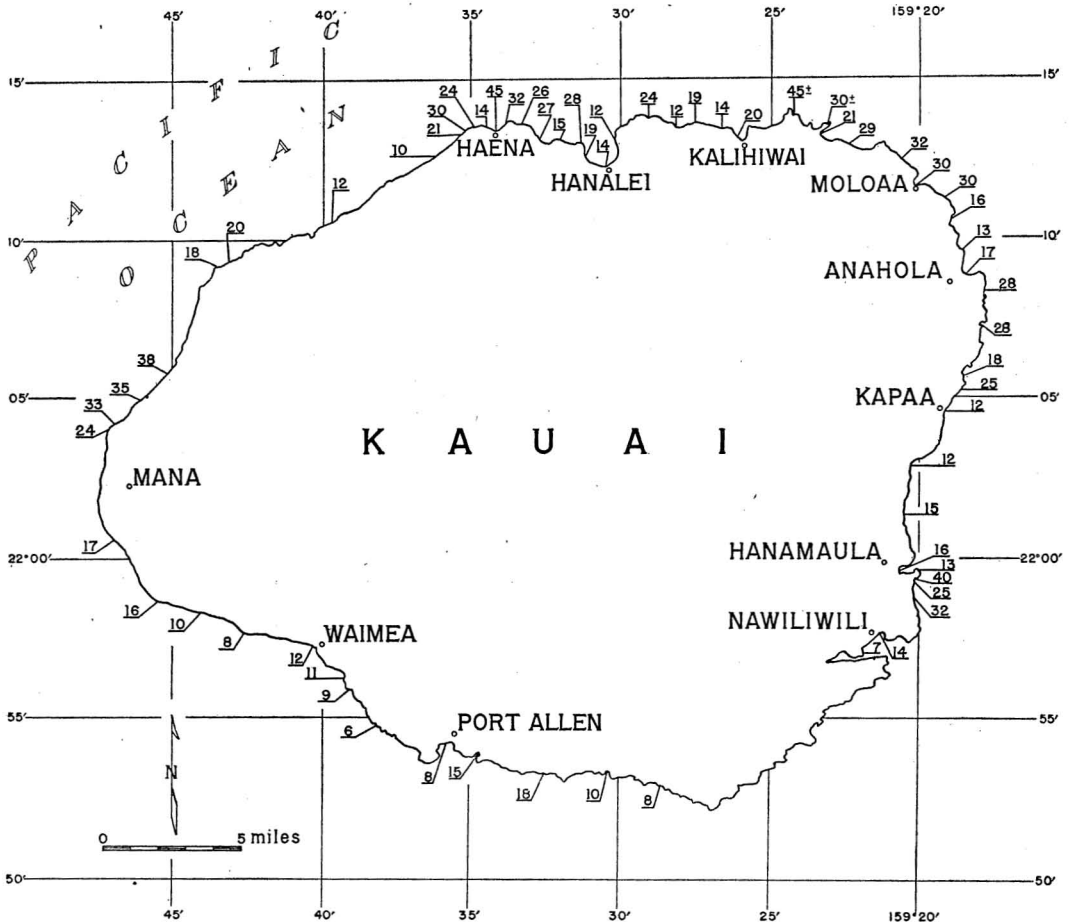 45' 40' 35' 30' 25' 159° 20'
PACIFIC OCEAN
15' 15'
24 45 32 26 28 12 24 12 19 14 20 45± 30±
30 14 27 15 19 14 21 29
21 HAENA KALIHIWAI 32
10 HANALEI MOLOAA 30
30
12 16
20 13
10' 10'
18 ANAHOLA 17
28
28
38 18
35 25
05' KAPAA 05'
33 12
24
K A U A I
12
MANA
15
17 HANAMAULA 16
22°00' 22°00'
13
40
25
16 32
10 NAWILIWILI
8 WAIMEA
12 7 14
11
9
55' PORT ALLEN 55'
6
8 15 18 10 8
N
0 5 miles
50' 50'
45' 40' 35' 30' 25' 159° 20'